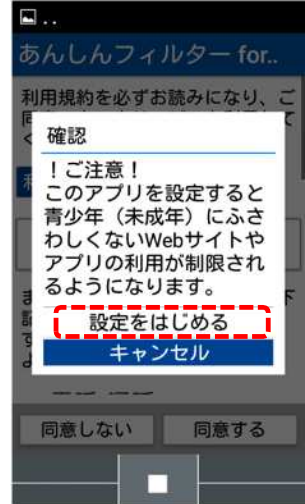 ..
あんしんフィルター for..
利用規約を必ずお読みになり、ご
確認
！ご注意！
このアプリを設定すると
青少年（未成年）にふさ
わしくないWebサイトや
アプリの利用が制限され
るようになります。
設定をはじめる
キャンセル
同意しない
同意する